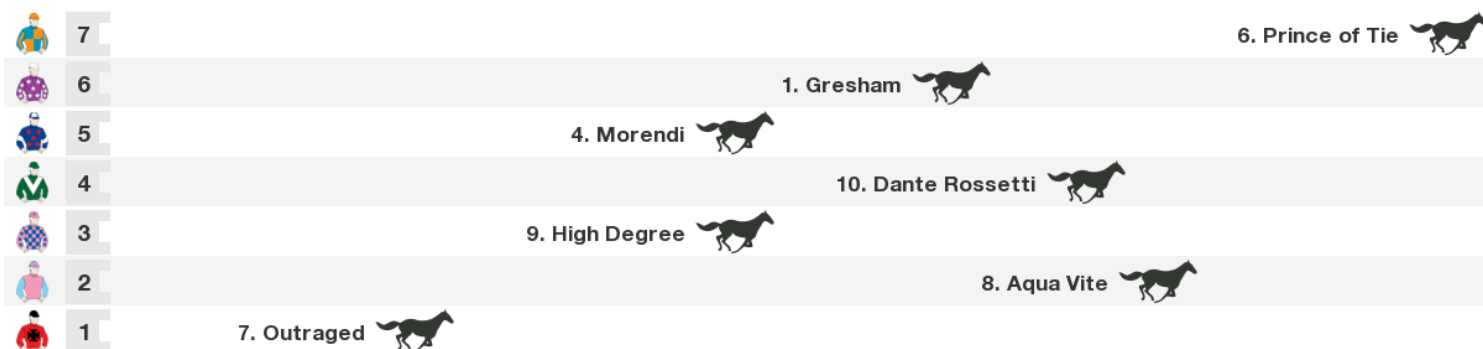 7 6. Prince of Tie
6 1. Gresham
5 4. Morendi
4 10. Dante Rossetti
3 9. High Degree
2 8. Aqua Vite
1 7. Outraged